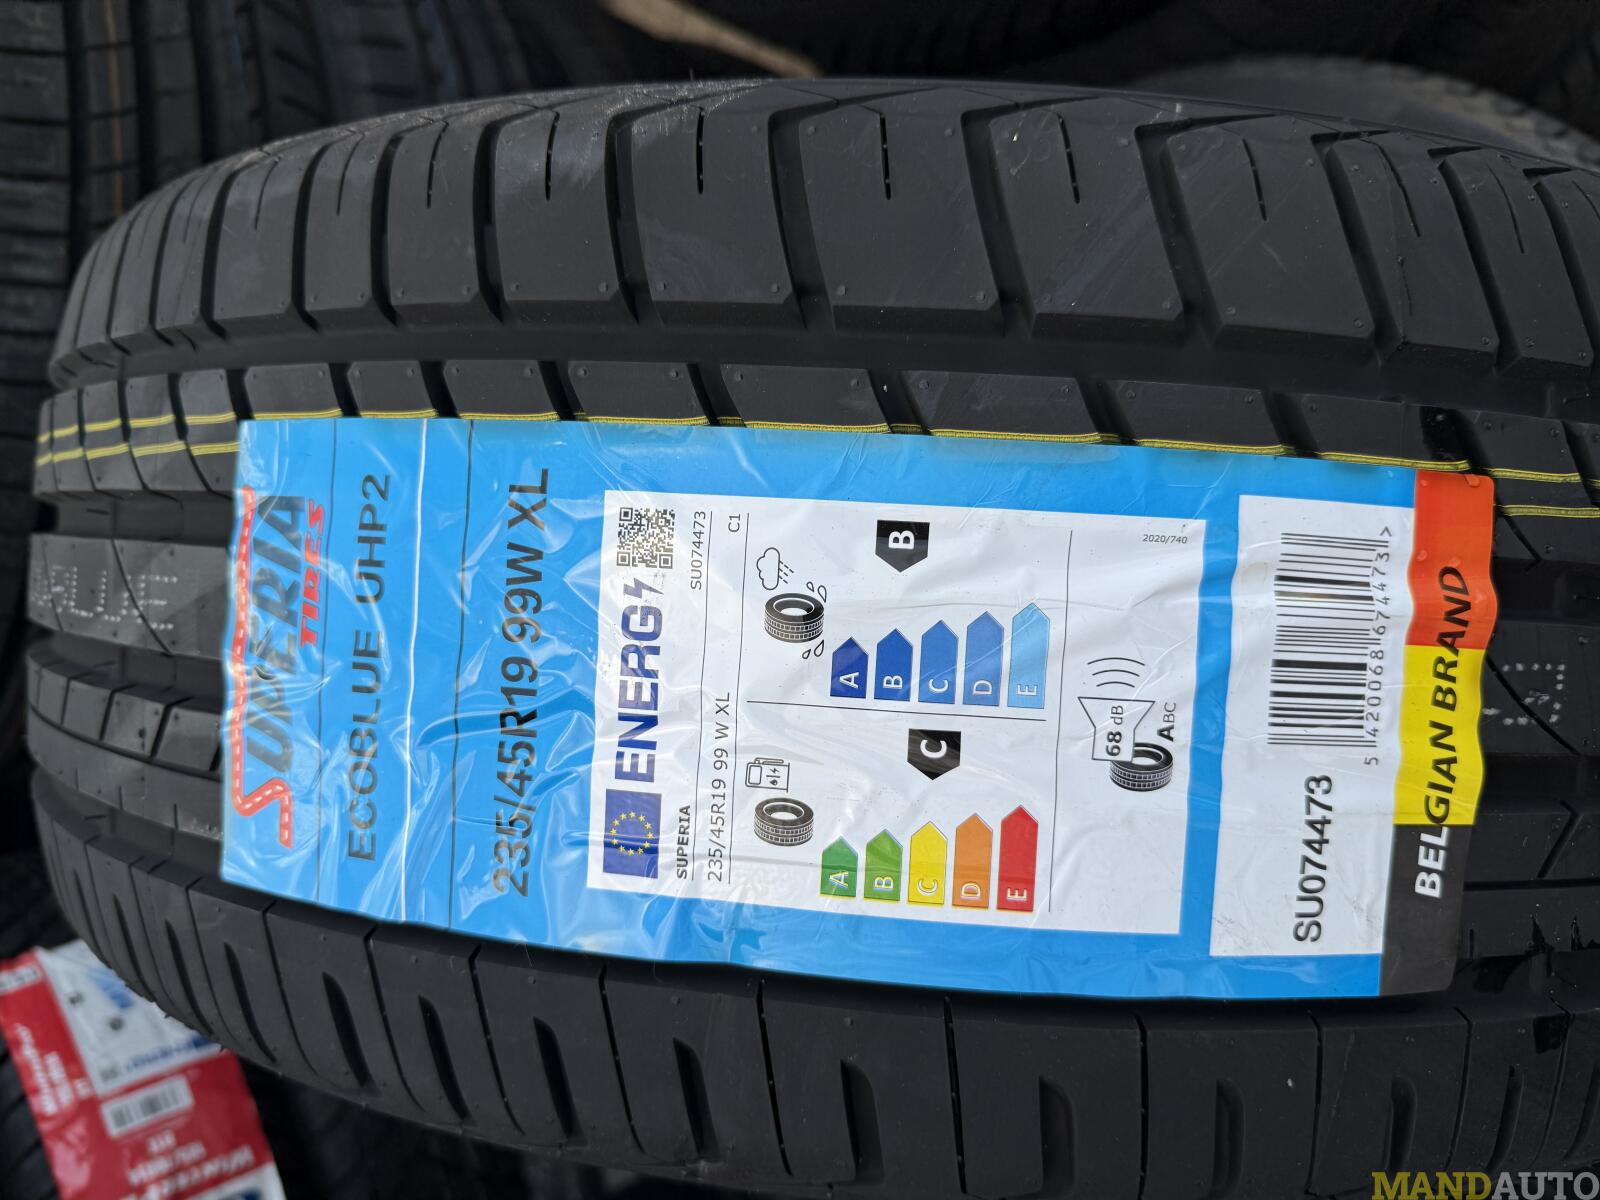 SUPERIA
TIRES
ECOBLUE UHP2
235/45R19 99W XL
ENERG
SUPERIA
SU074473
235/45R19 99 W XL
C1
B
A
B
C
D
E
C
A
B
C
D
E
68 dB
ABC
2020/740
5 420068 674473 >
SU074473
BELGIAN BRAND
MANDAUTO